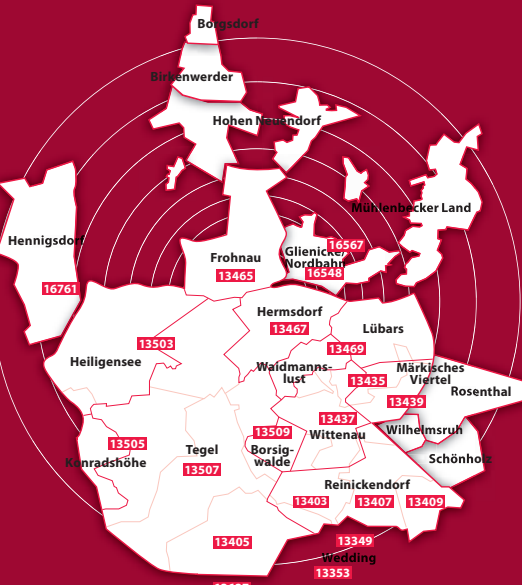 Borgsdorf
Birkenwerder
Hohen Neuendorf
Mühlenbecker Land
Hennigsdorf
16761
Frohnau
13465
Glienicke/
Nordbahn
16567
16548
Hermsdorf
13467
Lübars
13469
13503
Heiligensee
Waidmanns-
lust
13435
Märkisches
Viertel
13439
Rosenthal
Wilhelmsruh
Schönholz
13437
Wittenau
13509
Borsig-
walde
13505
Konradshöhe
Tegel
13507
Reinickendorf
13403
13407
13409
13405
13349
Wedding
13353